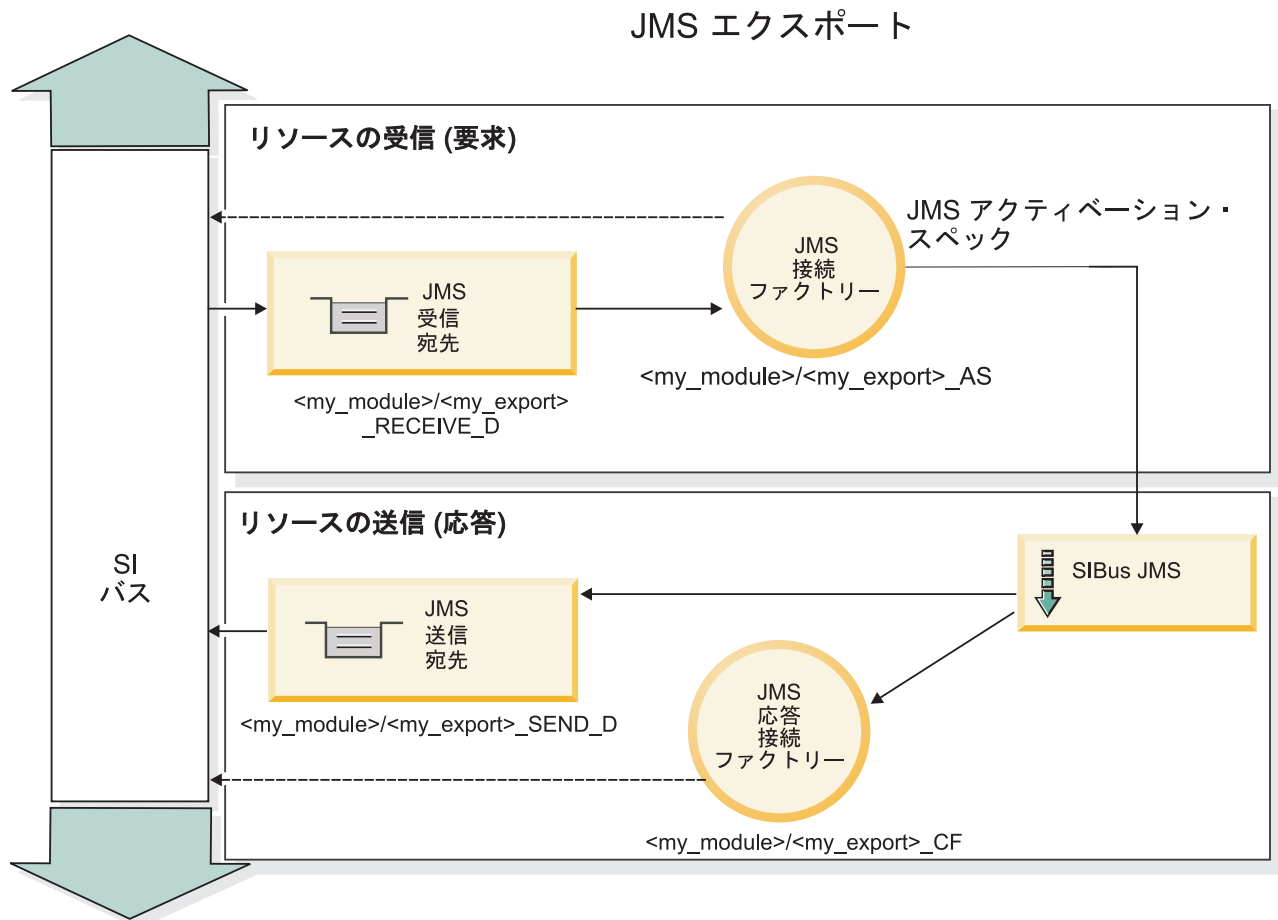 JMS エクスポート
リソースの受信 (要求)
JMS
接続
ファクトリー
JMS アクティベーション・
スペック
JMS
受信
宛先
<my_module>/<my_export>_AS
<my_module>/<my_export>
_RECEIVE_D
SI
バス
リソースの送信 (応答)
SIBus JMS
JMS
送信
宛先
<my_module>/<my_export>_SEND_D
JMS
応答
接続
ファクトリー
<my_module>/<my_export>_CF